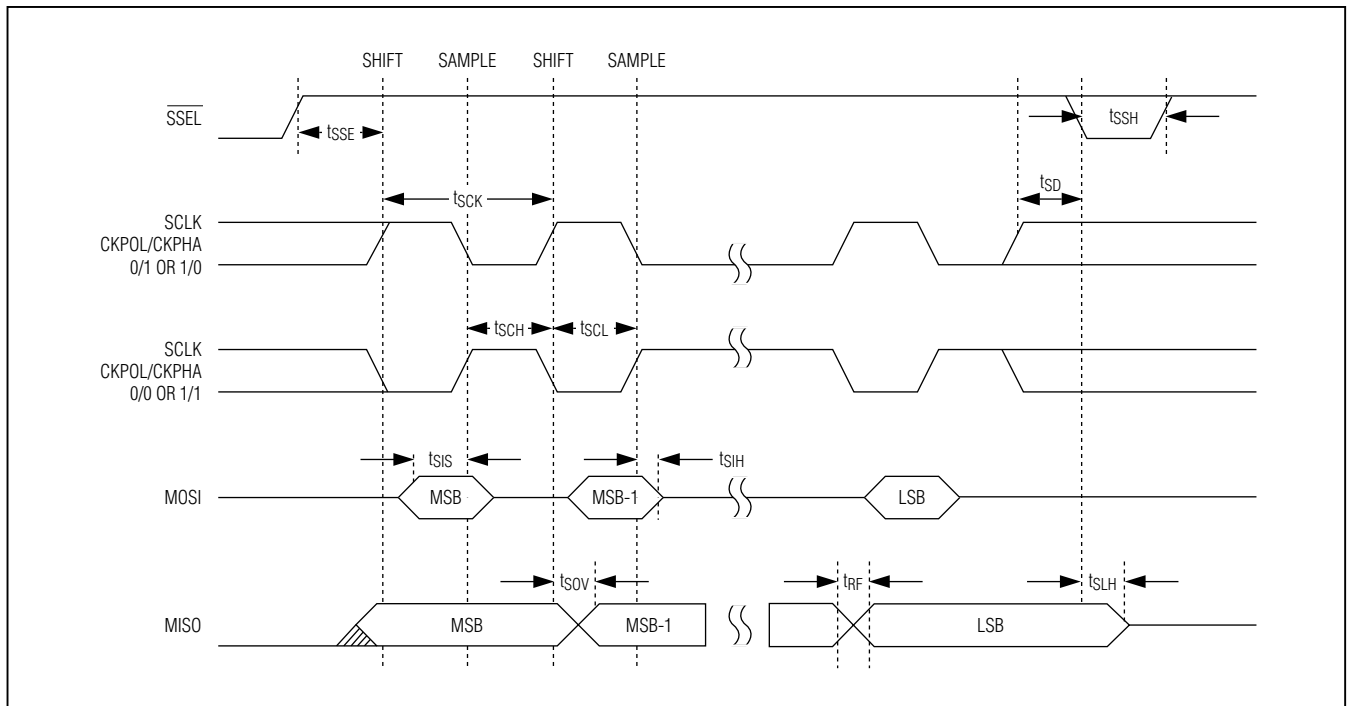 SHIFT SAMPLE SHIFT SAMPLE
SSEL
tSSE
tSSH
tSCK
tSD
SCLK
CKPOL/CKPHA
0/1 OR 1/0
tSCH
tSCL
SCLK
CKPOL/CKPHA
0/0 OR 1/1
tSIS
tSIH
MOSI
MSB
MSB-1
LSB
tSOV
tRF
tSLH
MISO
MSB
MSB-1
LSB